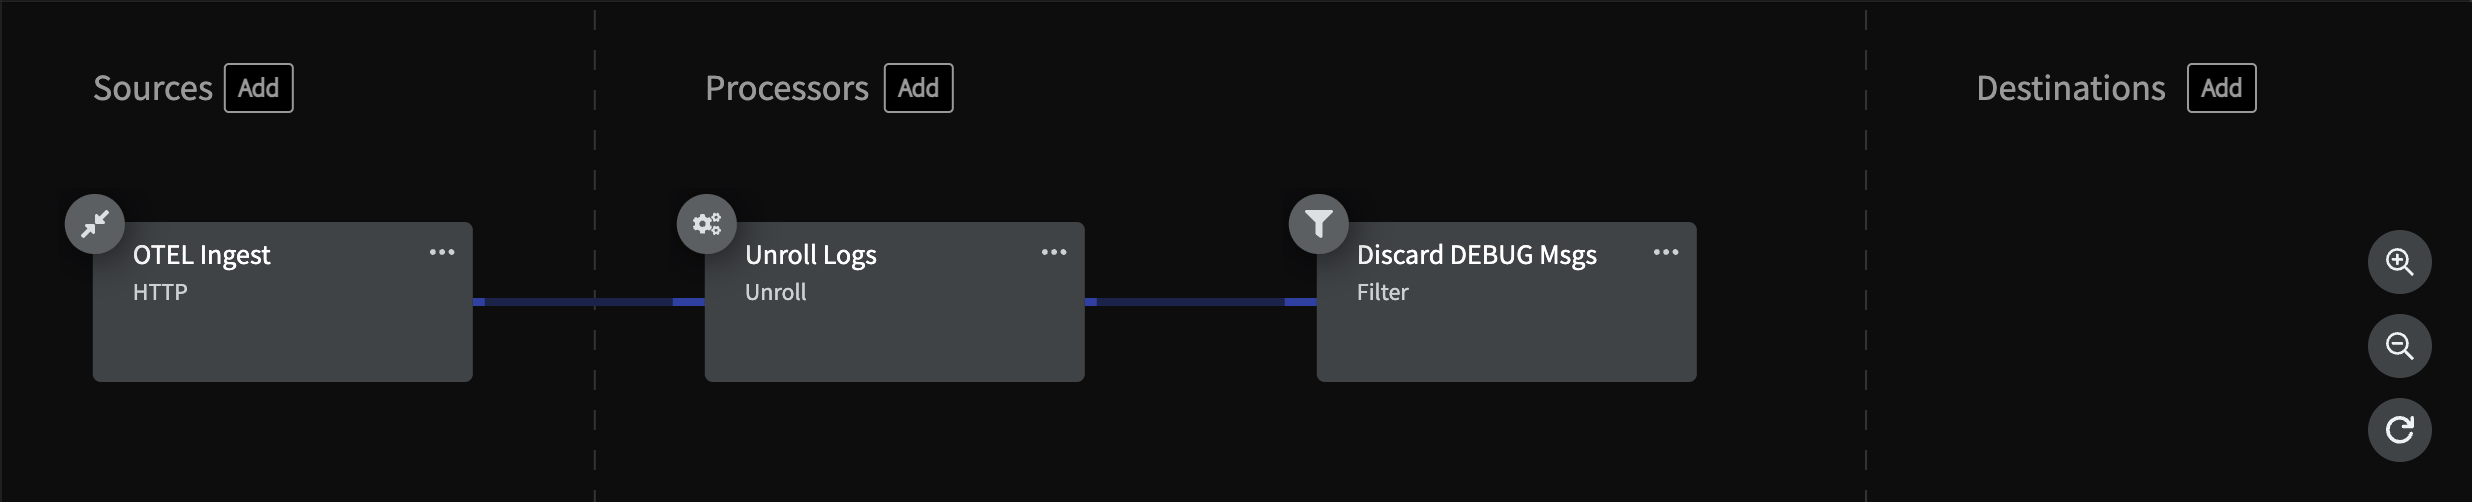 Sources Add
Processors Add
Destinations Add
OTEL Ingest
HTTP
Unroll Logs
Unroll
Discard DEBUG Msgs
Filter